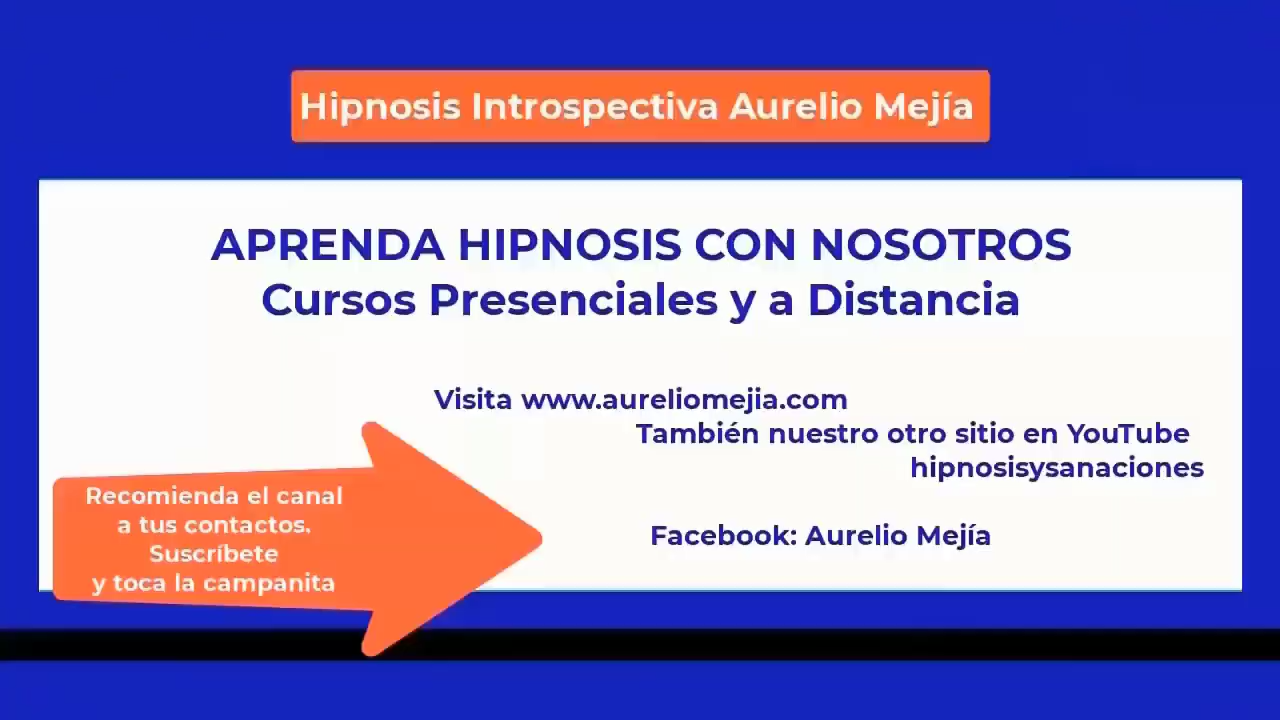 Hipnosis Introspectiva Aurelio Mejía
APRENDA HIPNOSIS CON NOSOTROS
Cursos Presenciales y a Distancia
Visita www.aureliomejia.com
También nuestro otro sitio en YouTube
hipnosisysanaciones
Facebook: Aurelio Mejía
Recomienda el canal
a tus contactos.
Suscríbete
y toca la campanita